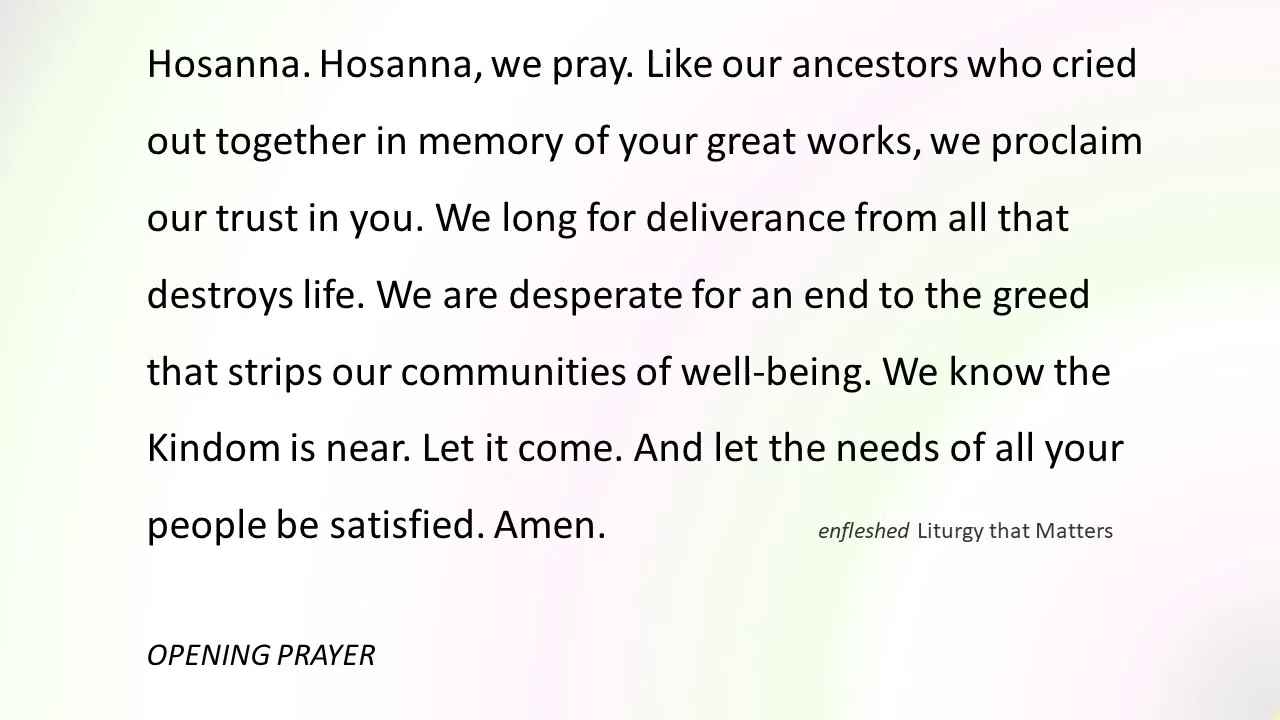 Hosanna. Hosanna, we pray. Like our ancestors who cried
out together in memory of your great works, we proclaim
our trust in you. We long for deliverance from all that
destroys life. We are desperate for an end to the greed
that strips our communities of well-being. We know the
Kindom is near. Let it come. And let the needs of all your
people be satisfied. Amen.
enfleshed Liturgy that Matters
OPENING PRAYER